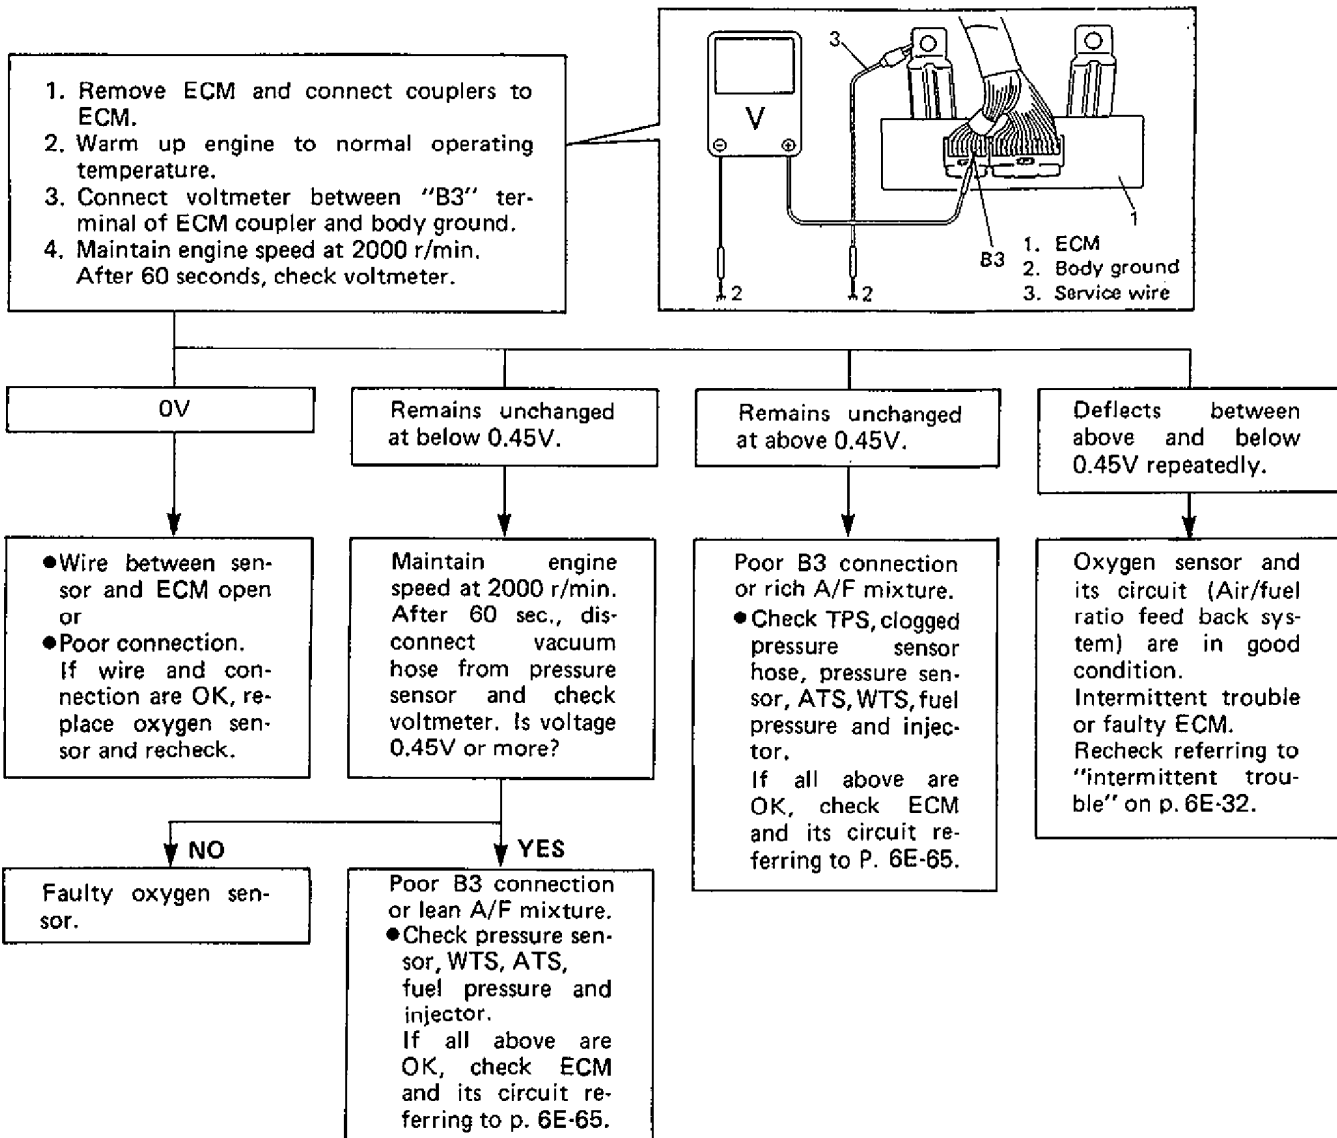 1. Remove ECM and connect couplers to
ECM.
2. Warm up engine to normal operating
temperature.
3. Connect voltmeter between "B3" ter-
minal of ECM coupler and body ground.
4. Maintain engine speed at 2000 r/min.
After 60 seconds, check voltmeter.
3
V
⊖
⊕
2
2
B3
1
1. ECM
2. Body ground
3. Service wire
0V
Remains unchanged
at below 0.45V.
Remains unchanged
at above 0.45V.
Deflects between
above and below
0.45V repeatedly.
●Wire between sen-
sor and ECM open
or
●Poor connection.
If wire and con-
nection are OK, re-
place oxygen sen-
sor and recheck.
Maintain engine
speed at 2000 r/min.
After 60 sec., dis-
connect vacuum
hose from pressure
sensor and check
voltmeter. Is voltage
0.45V or more?
Poor B3 connection
or rich A/F mixture.
●Check TPS, clogged
pressure sensor
hose, pressure sen-
sor, ATS, WTS, fuel
pressure and injec-
tor.
If all above are
OK, check ECM
and its circuit re-
ferring to P. 6E-65.
Oxygen sensor and
its circuit (Air/fuel
ratio feed back sys-
tem) are in good
condition.
Intermittent trouble
or faulty ECM.
Recheck referring to
"intermittent trou-
ble" on p. 6E-32.
NO
YES
Faulty oxygen sen-
sor.
Poor B3 connection
or lean A/F mixture.
●Check pressure sen-
sor, WTS, ATS,
fuel pressure and
injector.
If all above are
OK, check ECM
and its circuit re-
ferring to p. 6E-65.